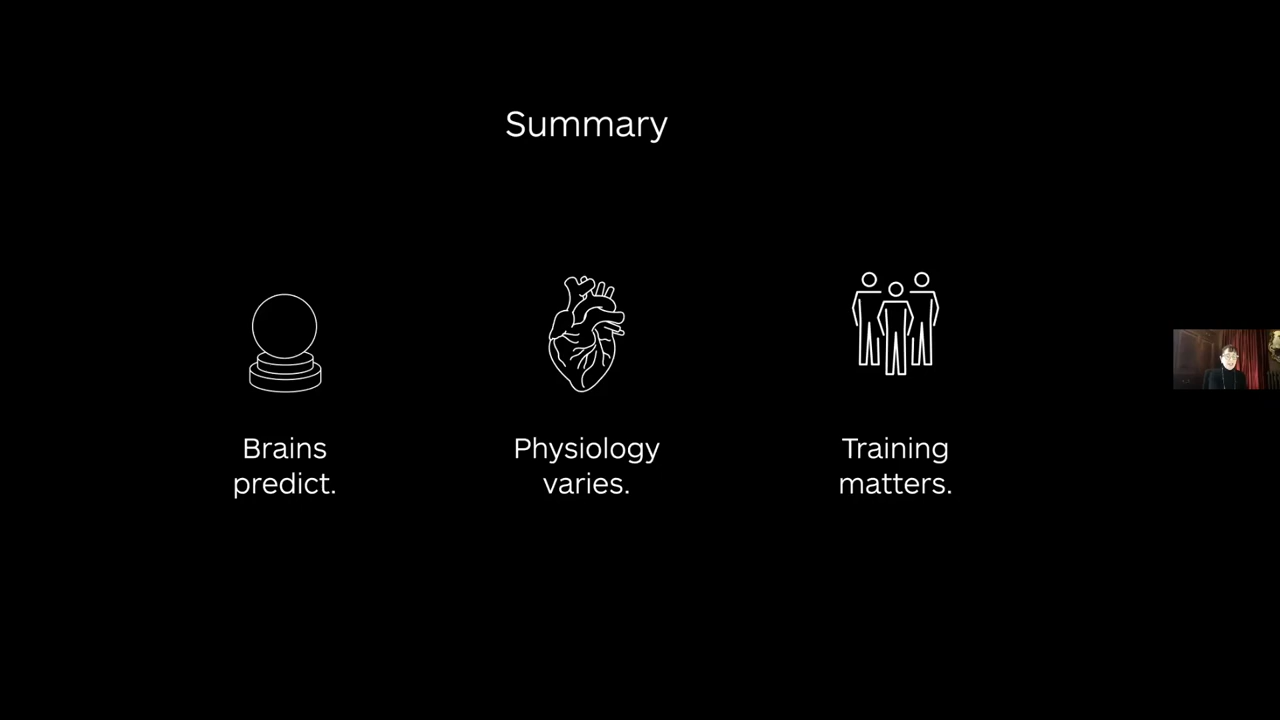 Summary
Brains
predict.
Physiology
varies.
Training
matters.